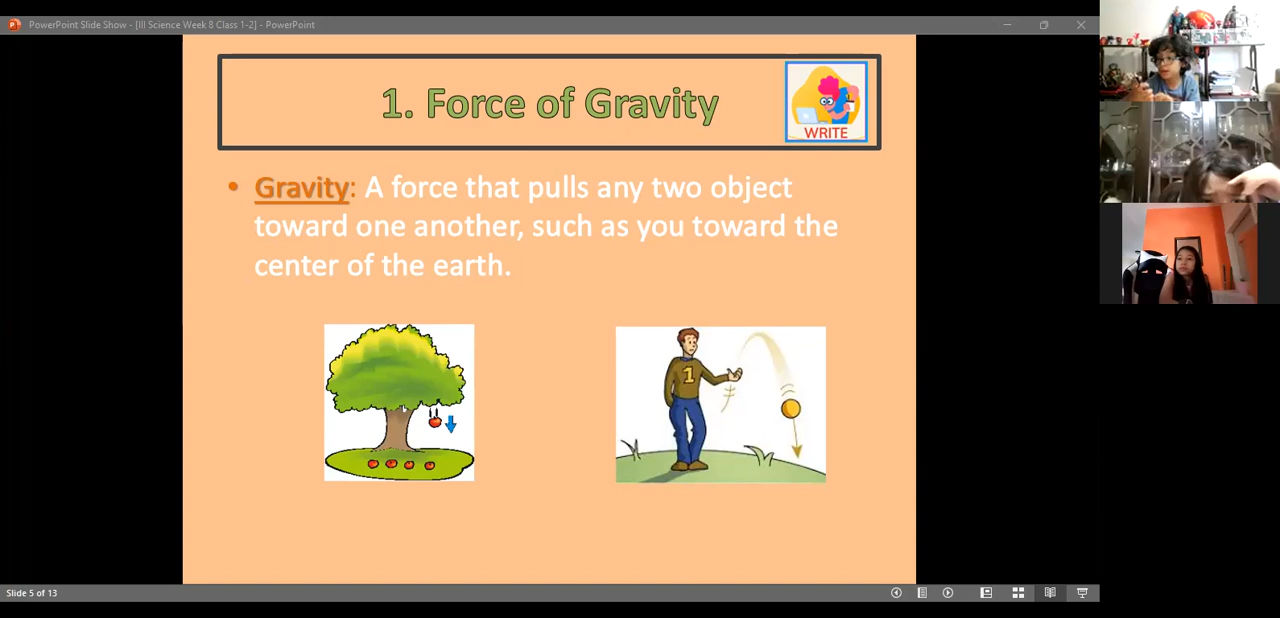 PowerPoint Slide Show - [III Science Week 8 Class 1-2] - PowerPoint
1. Force of Gravity
WRITE
• Gravity: A force that pulls any two object
toward one another, such as you toward the
center of the earth.
1
Slide 5 of 13